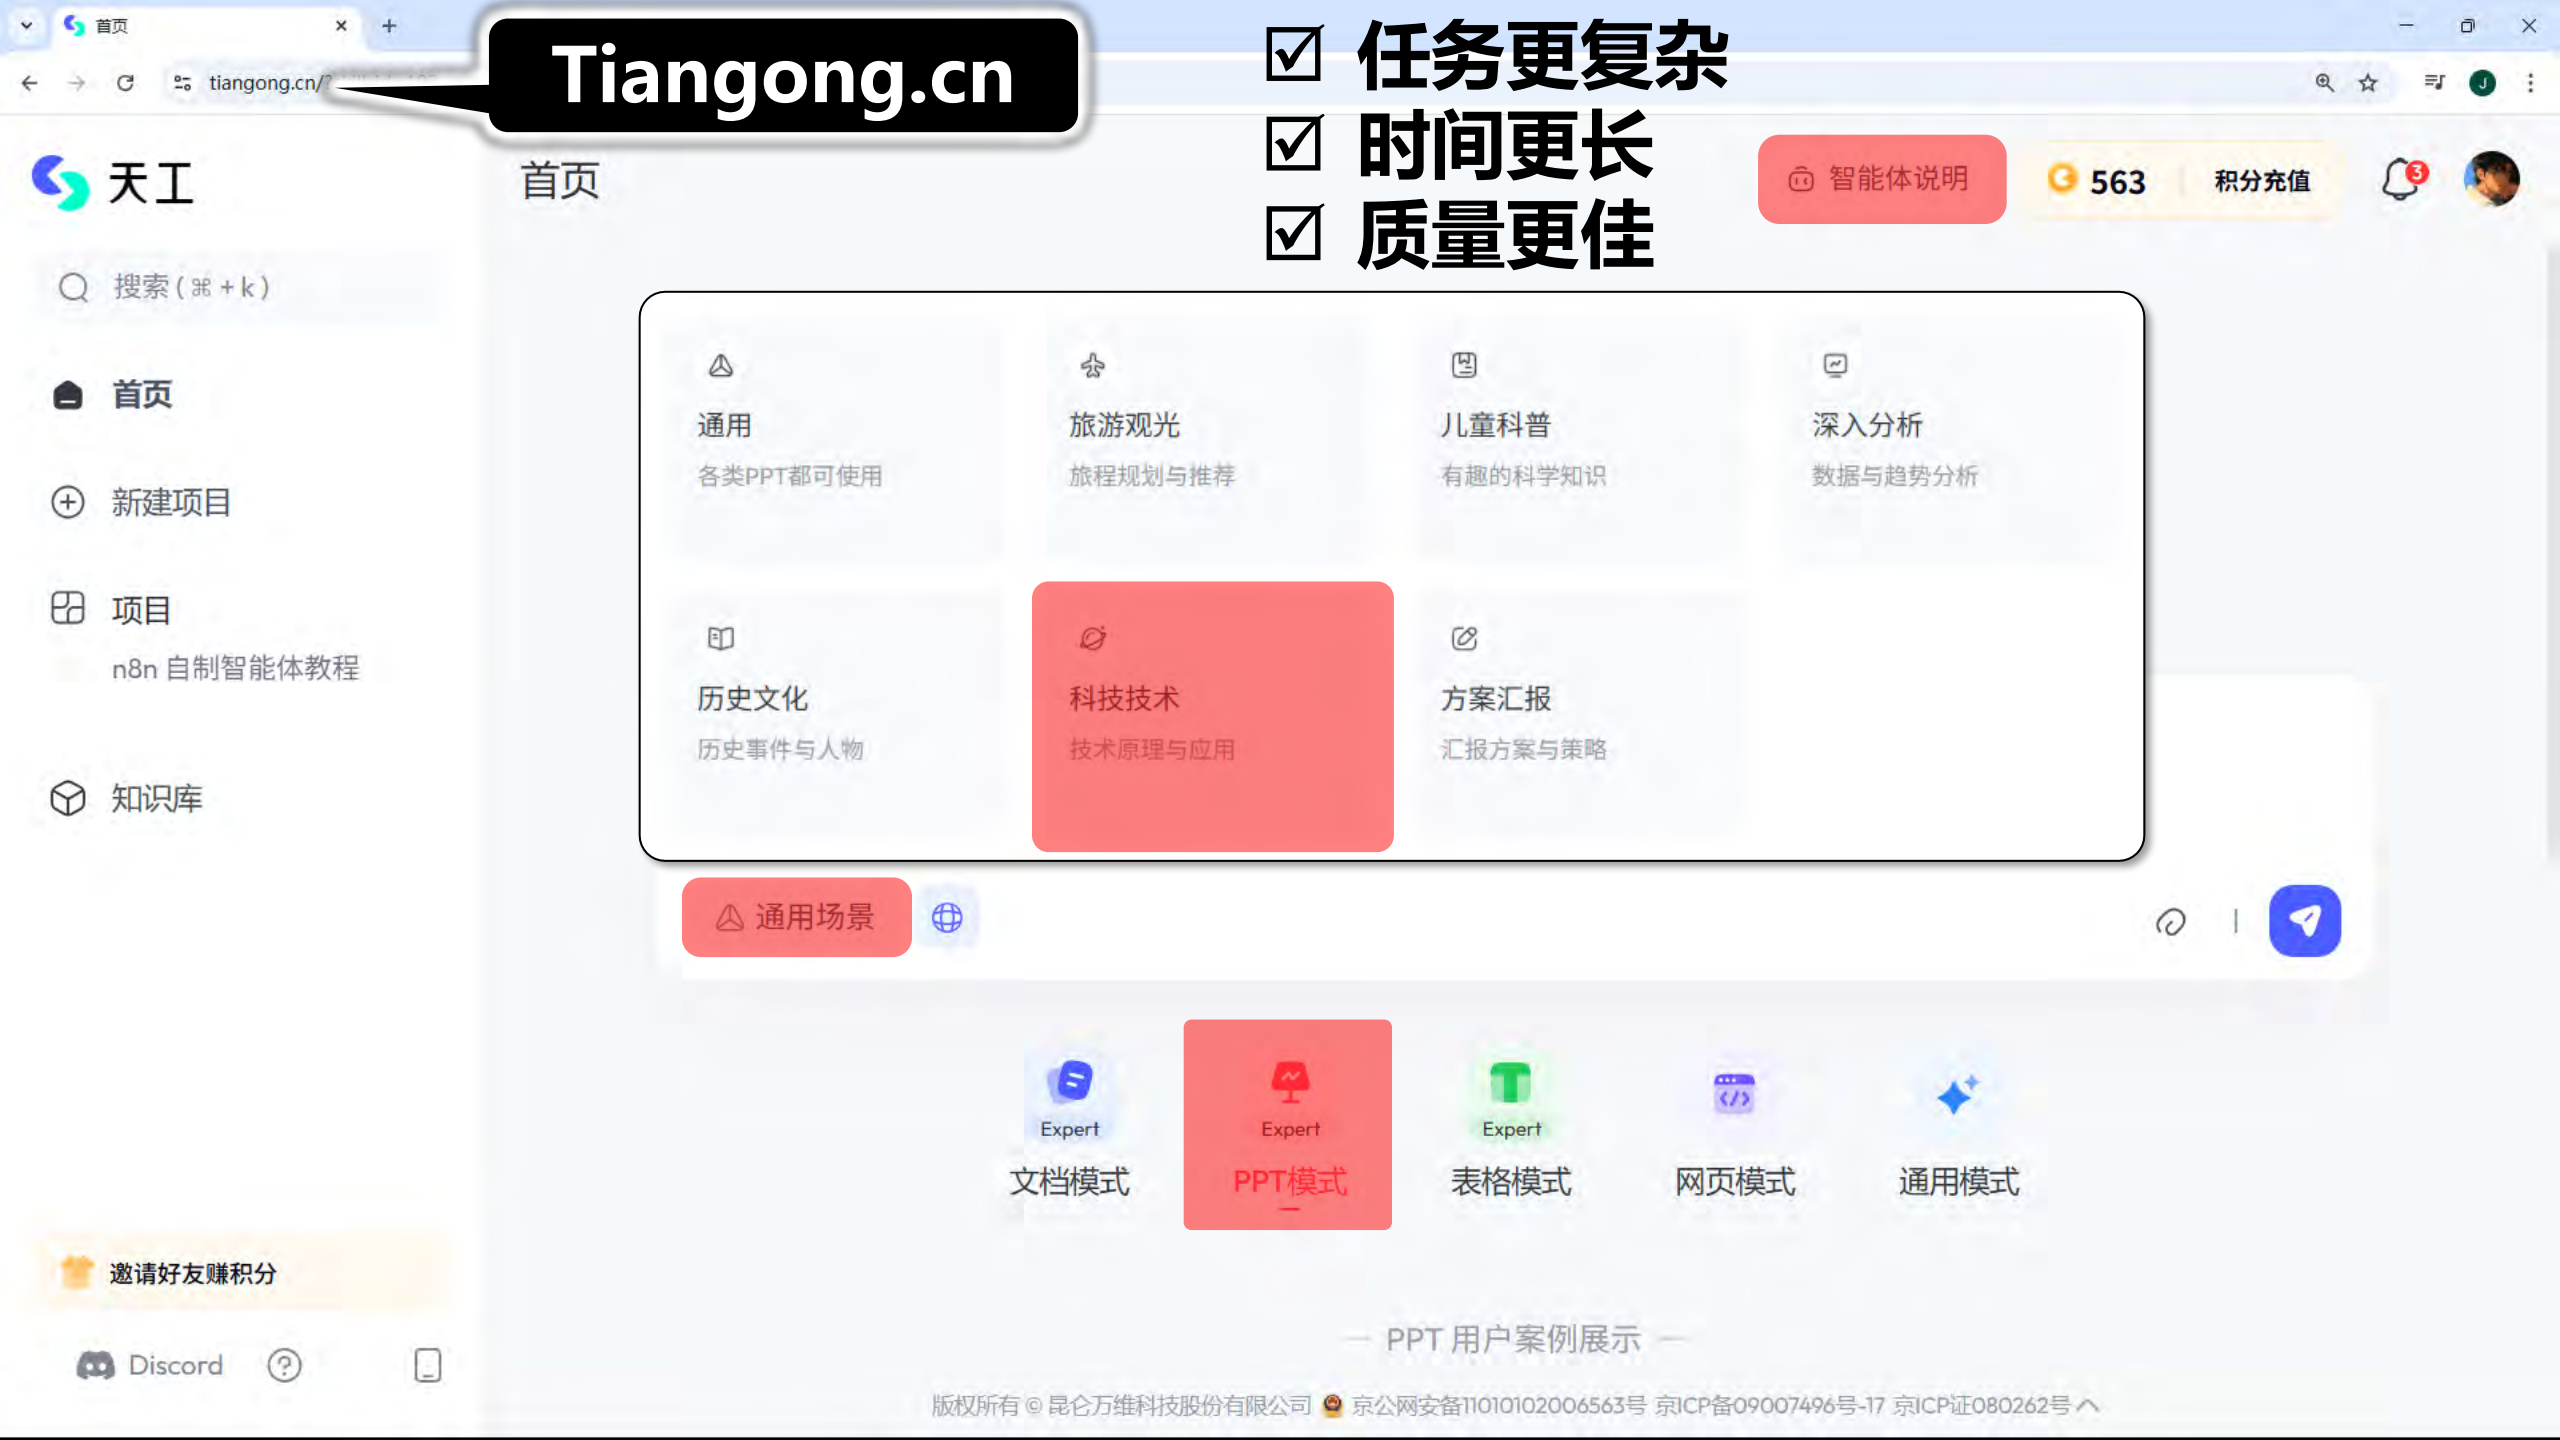 首页
tiangong.cn/?
Tiangong.cn
任务更复杂
时间更长
质量更佳
天工
首页
智能体说明
563
积分充值
3
J
搜索 ( ⌘ + k )
首页
新建项目
项目
n8n 自制智能体教程
知识库
通用
各类PPT都可使用
旅游观光
旅程规划与推荐
儿童科普
有趣的科学知识
深入分析
数据与趋势分析
历史文化
历史事件与人物
科技技术
技术原理与应用
方案汇报
汇报方案与策略
通用场景
Expert
文档模式
Expert
PPT模式
Expert
表格模式
网页模式
通用模式
邀请好友赚积分
Discord
PPT 用户案例展示
版权所有 © 昆仑万维科技股份有限公司 京公网安备11010102006563号 京ICP备09007496号-17 京ICP证080262号